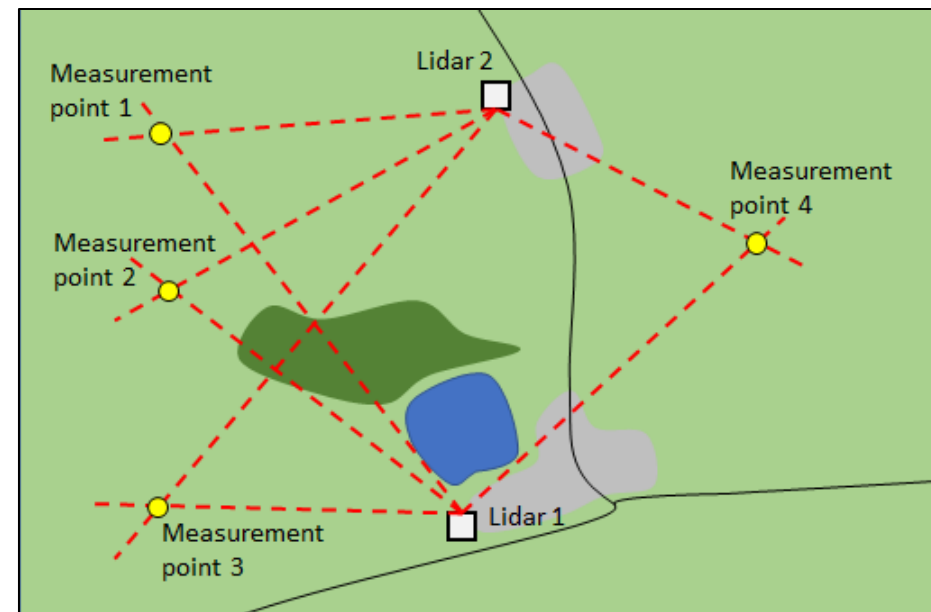 Lidar 2
Measurement
point 1
Measurement
point 4
Measurement
point 2
Lidar 1
Measurement
point 3